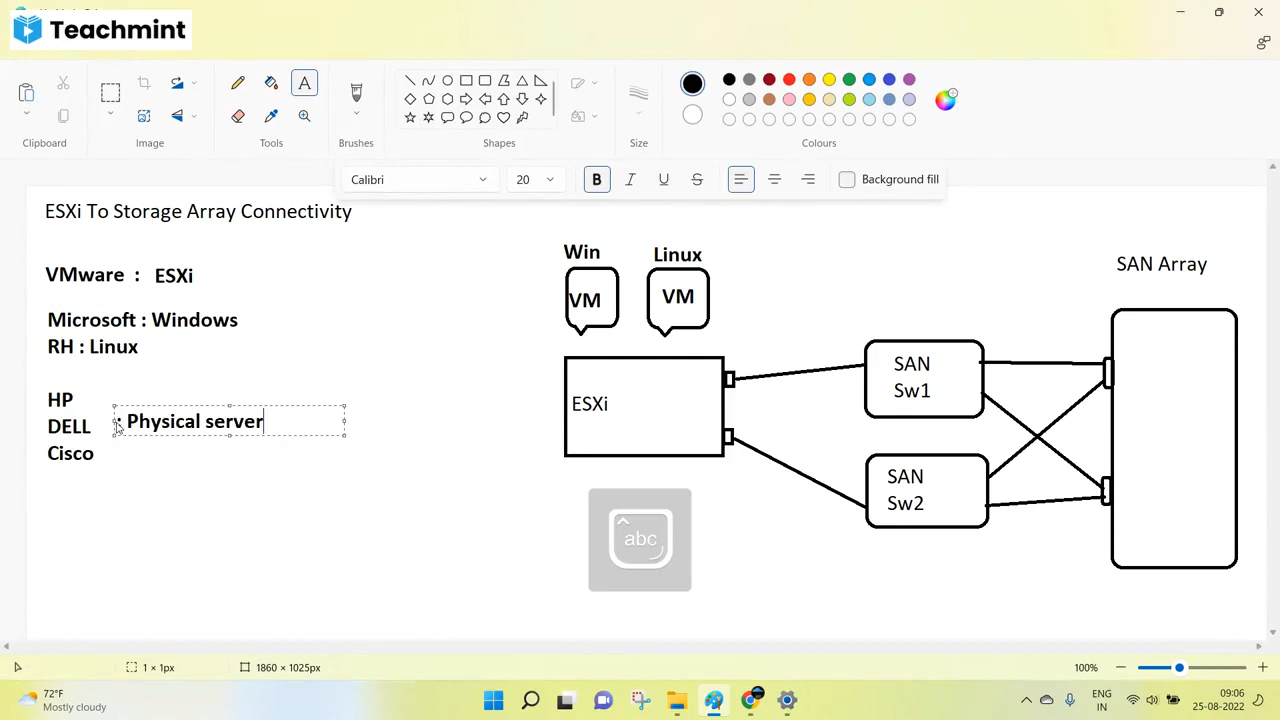 Teachmint
Clipboard
Image
Tools
Brushes
Shapes
Size
Colours
Calibri
20
B
I
U
Background fill
ESXi To Storage Array Connectivity
VMware : ESXi
Microsoft : Windows
RH : Linux
HP
DELL
: Physical server
Cisco
Win
Linux
VM
VM
ESXi
SAN
Sw1
SAN
Sw2
SAN Array
abc
1 × 1px
1860 × 1025px
100%
72°F
Mostly cloudy
ENG
IN
09:06
25-08-2022